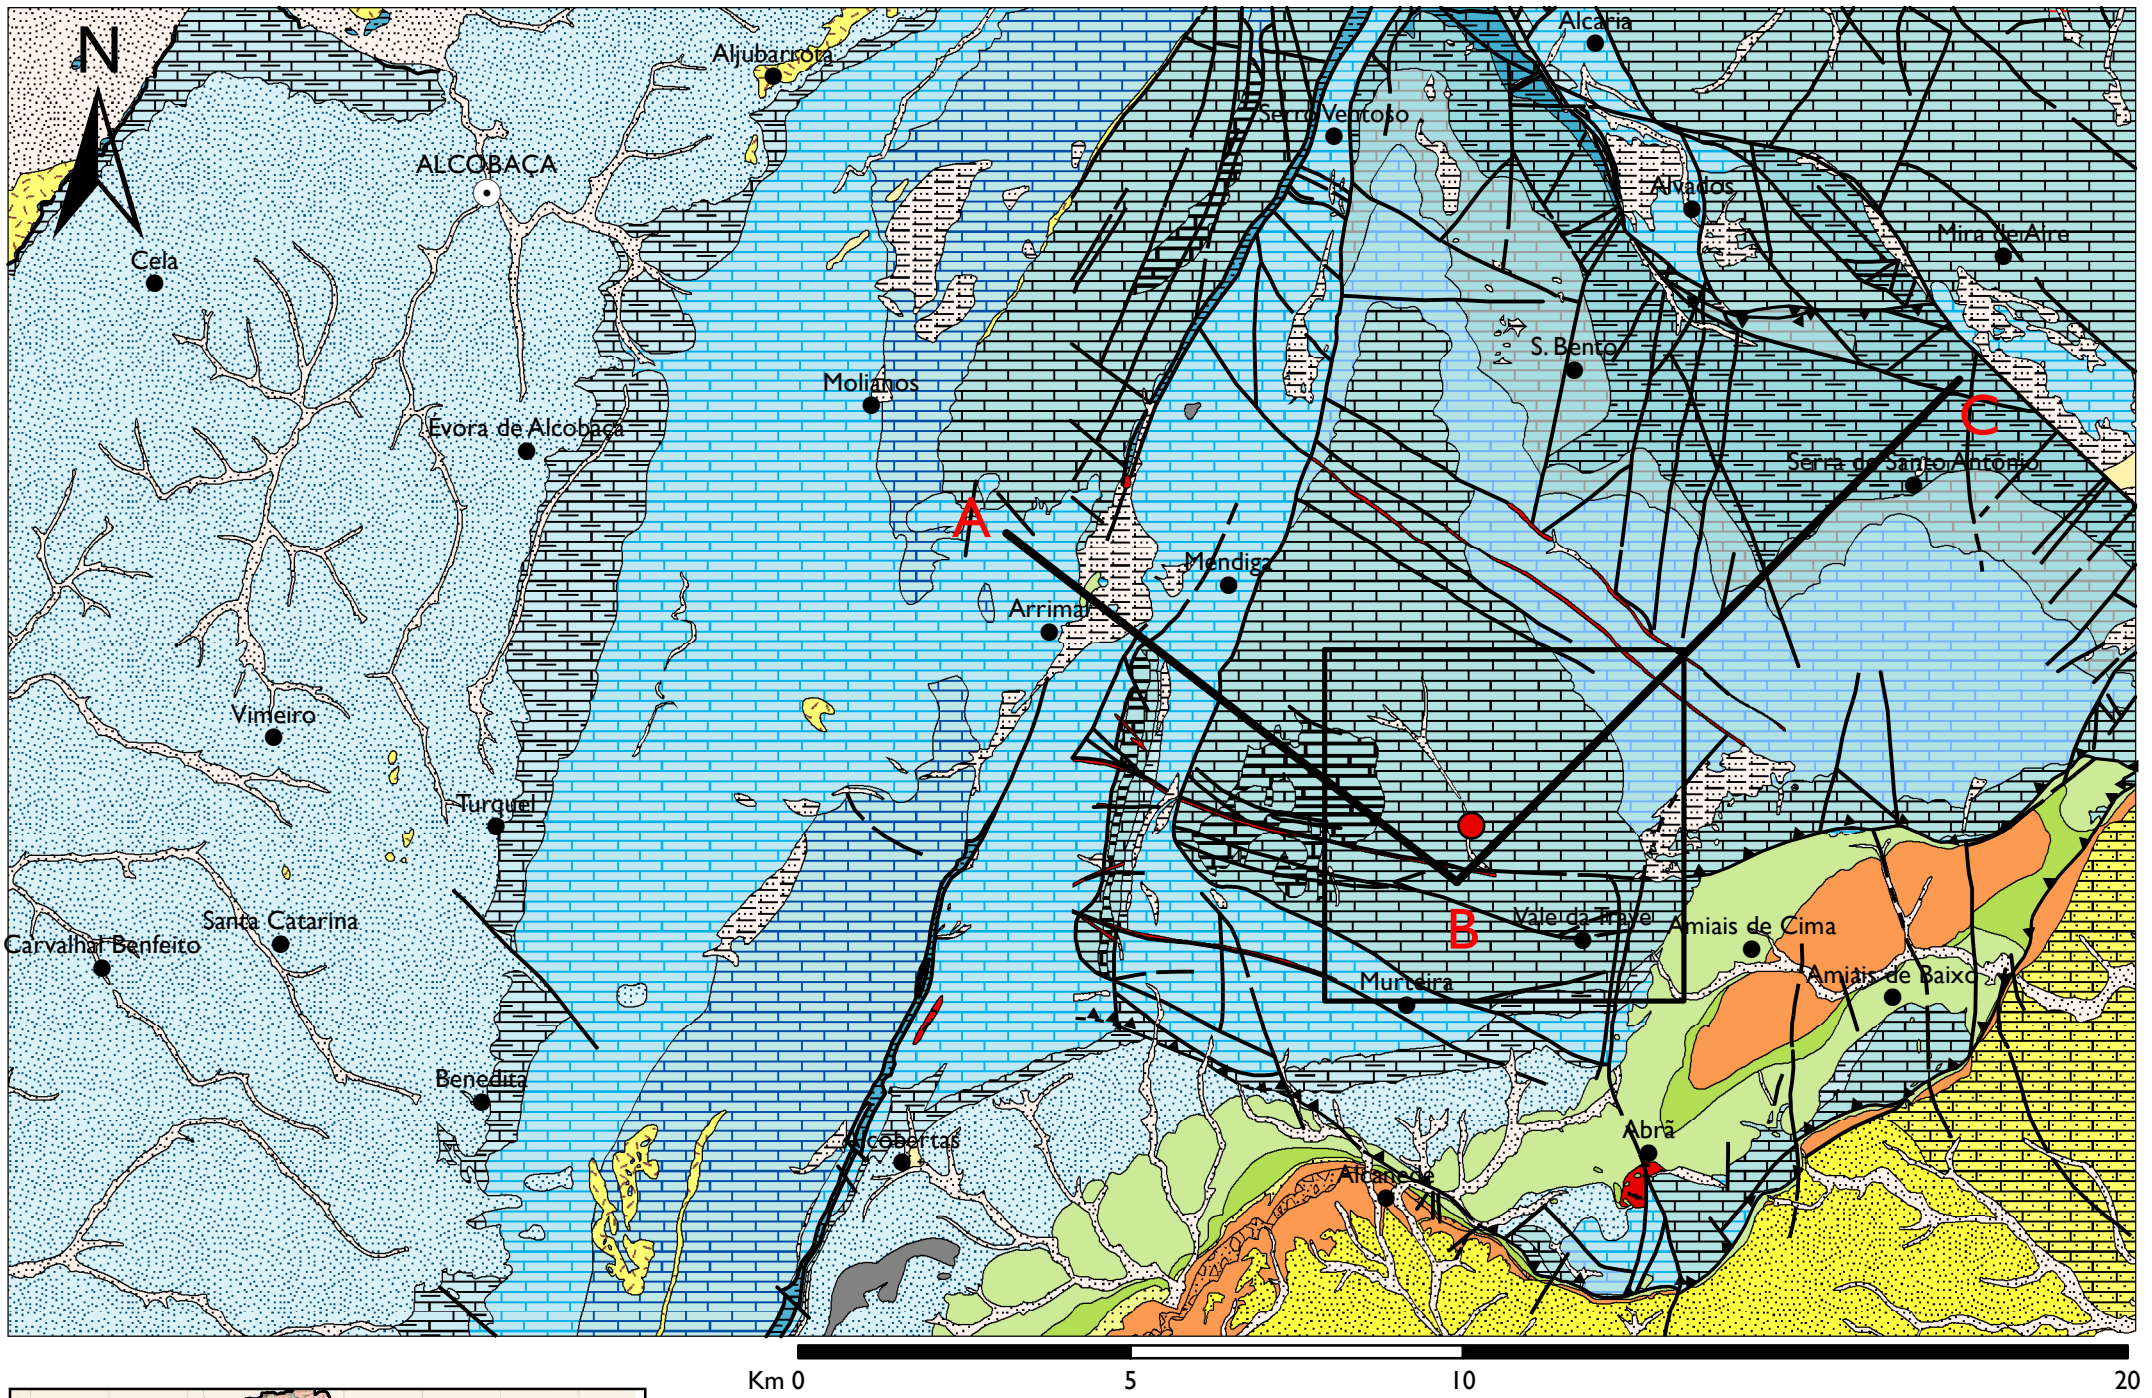 Alcaria
N
Aljubarrota
Serro Ventoso
ALCOBAÇA
Alvados
Mira de Aire
Cela
S. Bento
Molianos
C
Évora de Alcobaça
Serra de Santo António
A
Mendiga
Arrimal
Vimeiro
Turquel
Santa Catarina
Vale da Trave
Amiais de Cima
B
Carvalhal Benfeito
Amiais de Baixo
Murteira
Benedita
Abrã
Alcobertas
Alcanede
Km 0
5
10
20